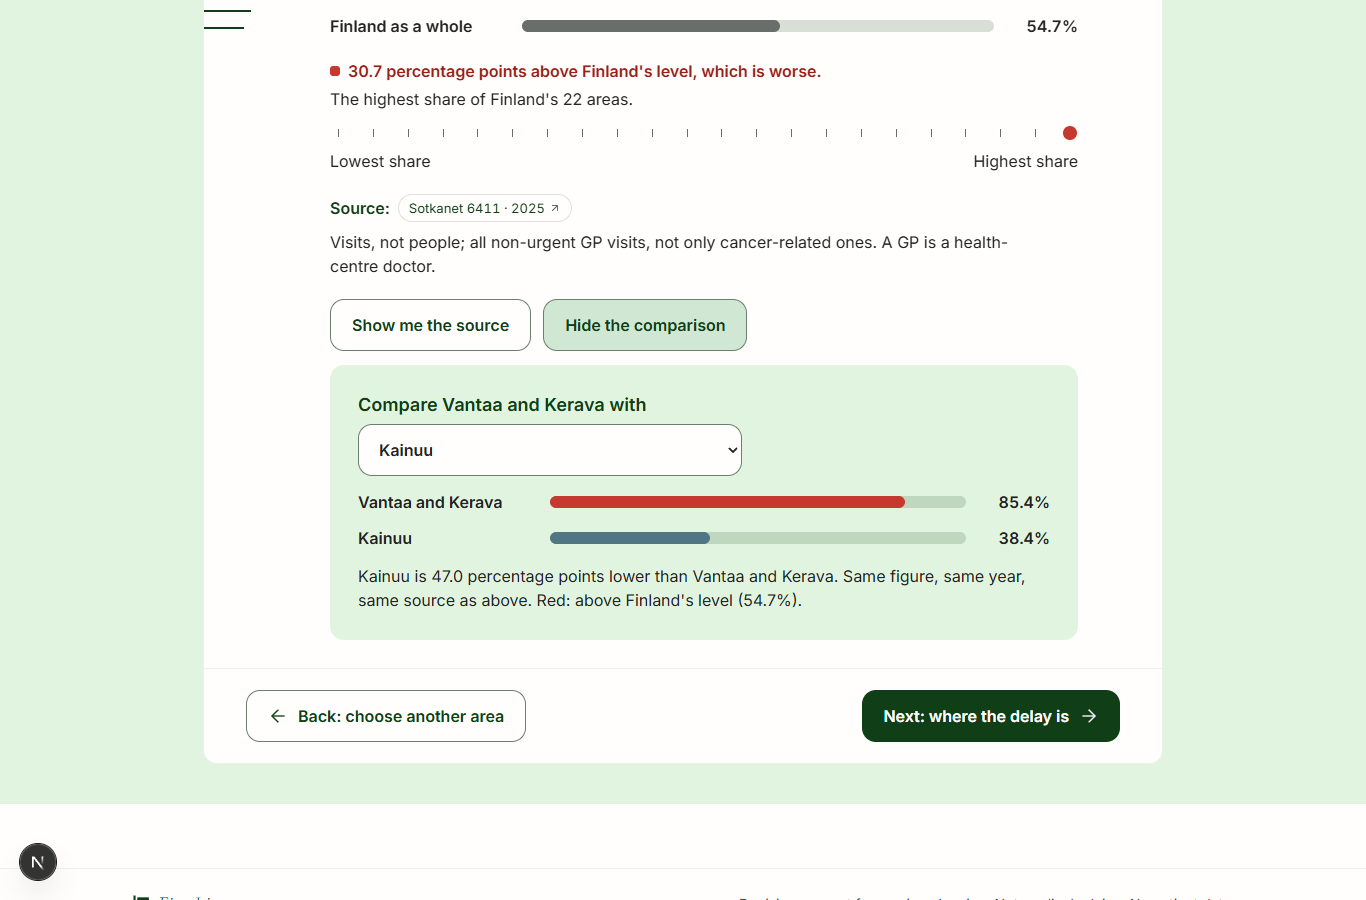 Finland as a whole 54.7%
30.7 percentage points above Finland's level, which is worse.
The highest share of Finland's 22 areas.
Lowest share Highest share
Source: Sotkanet 6411 · 2025 ↗
Visits, not people; all non-urgent GP visits, not only cancer-related ones. A GP is a health-
centre doctor.
Show me the source Hide the comparison
Compare Vantaa and Kerava with
Kainuu
Vantaa and Kerava 85.4%
Kainuu 38.4%
Kainuu is 47.0 percentage points lower than Vantaa and Kerava. Same figure, same year,
same source as above. Red: above Finland's level (54.7%).
← Back: choose another area Next: where the delay is →
N